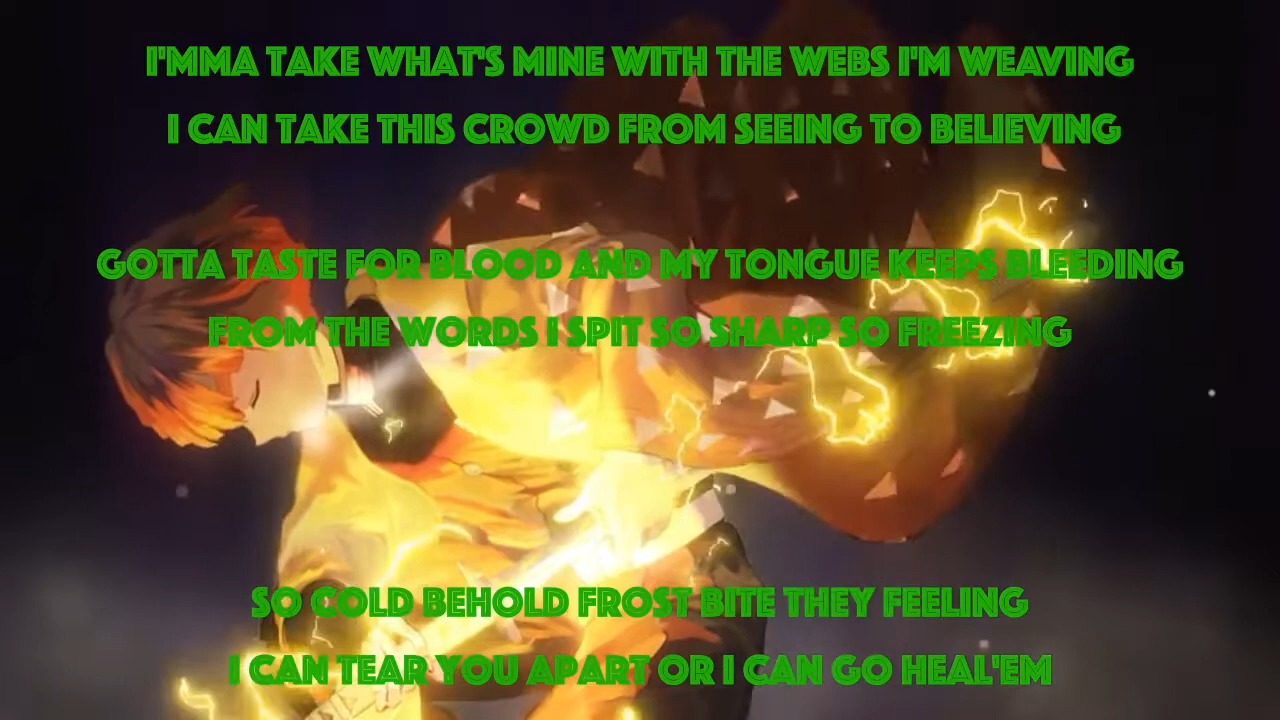 I'MMA TAKE WHAT'S MINE WITH THE WEBS I'M WEAVING
I CAN TAKE THIS CROWD FROM SEEING TO BELIEVING
GOTTA TASTE FOR BLOOD AND MY TONGUE KEEPS BLEEDING
FROM THE WORDS I SPIT SO SHARP SO FREEZING
SO COLD BEHOLD FROST BITE THEY FEELING
I CAN TEAR YOU APART OR I CAN GO HEAL'EM